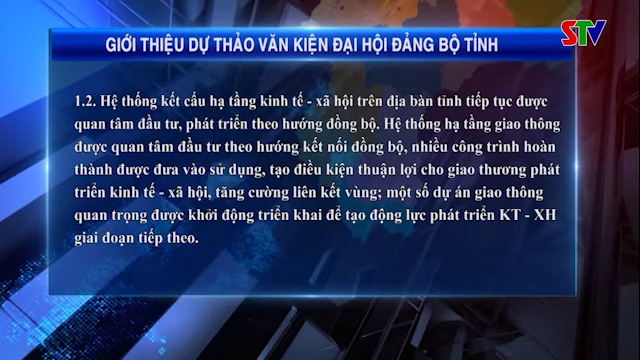 STV
GIỚI THIỆU DỰ THẢO VĂN KIỆN ĐẠI HỘI ĐẢNG BỘ TỈNH
1.2. Hệ thống kết cấu hạ tầng kinh tế - xã hội trên địa bàn tỉnh tiếp tục được
quan tâm đầu tư, phát triển theo hướng đồng bộ. Hệ thống hạ tầng giao thông
được quan tâm đầu tư theo hướng kết nối đồng bộ, nhiều công trình hoàn
thành được đưa vào sử dụng, tạo điều kiện thuận lợi cho giao thương phát
triển kinh tế - xã hội, tăng cường liên kết vùng; một số dự án giao thông
quan trọng được khởi động triển khai để tạo động lực phát triển KT - XH
giai đoạn tiếp theo.